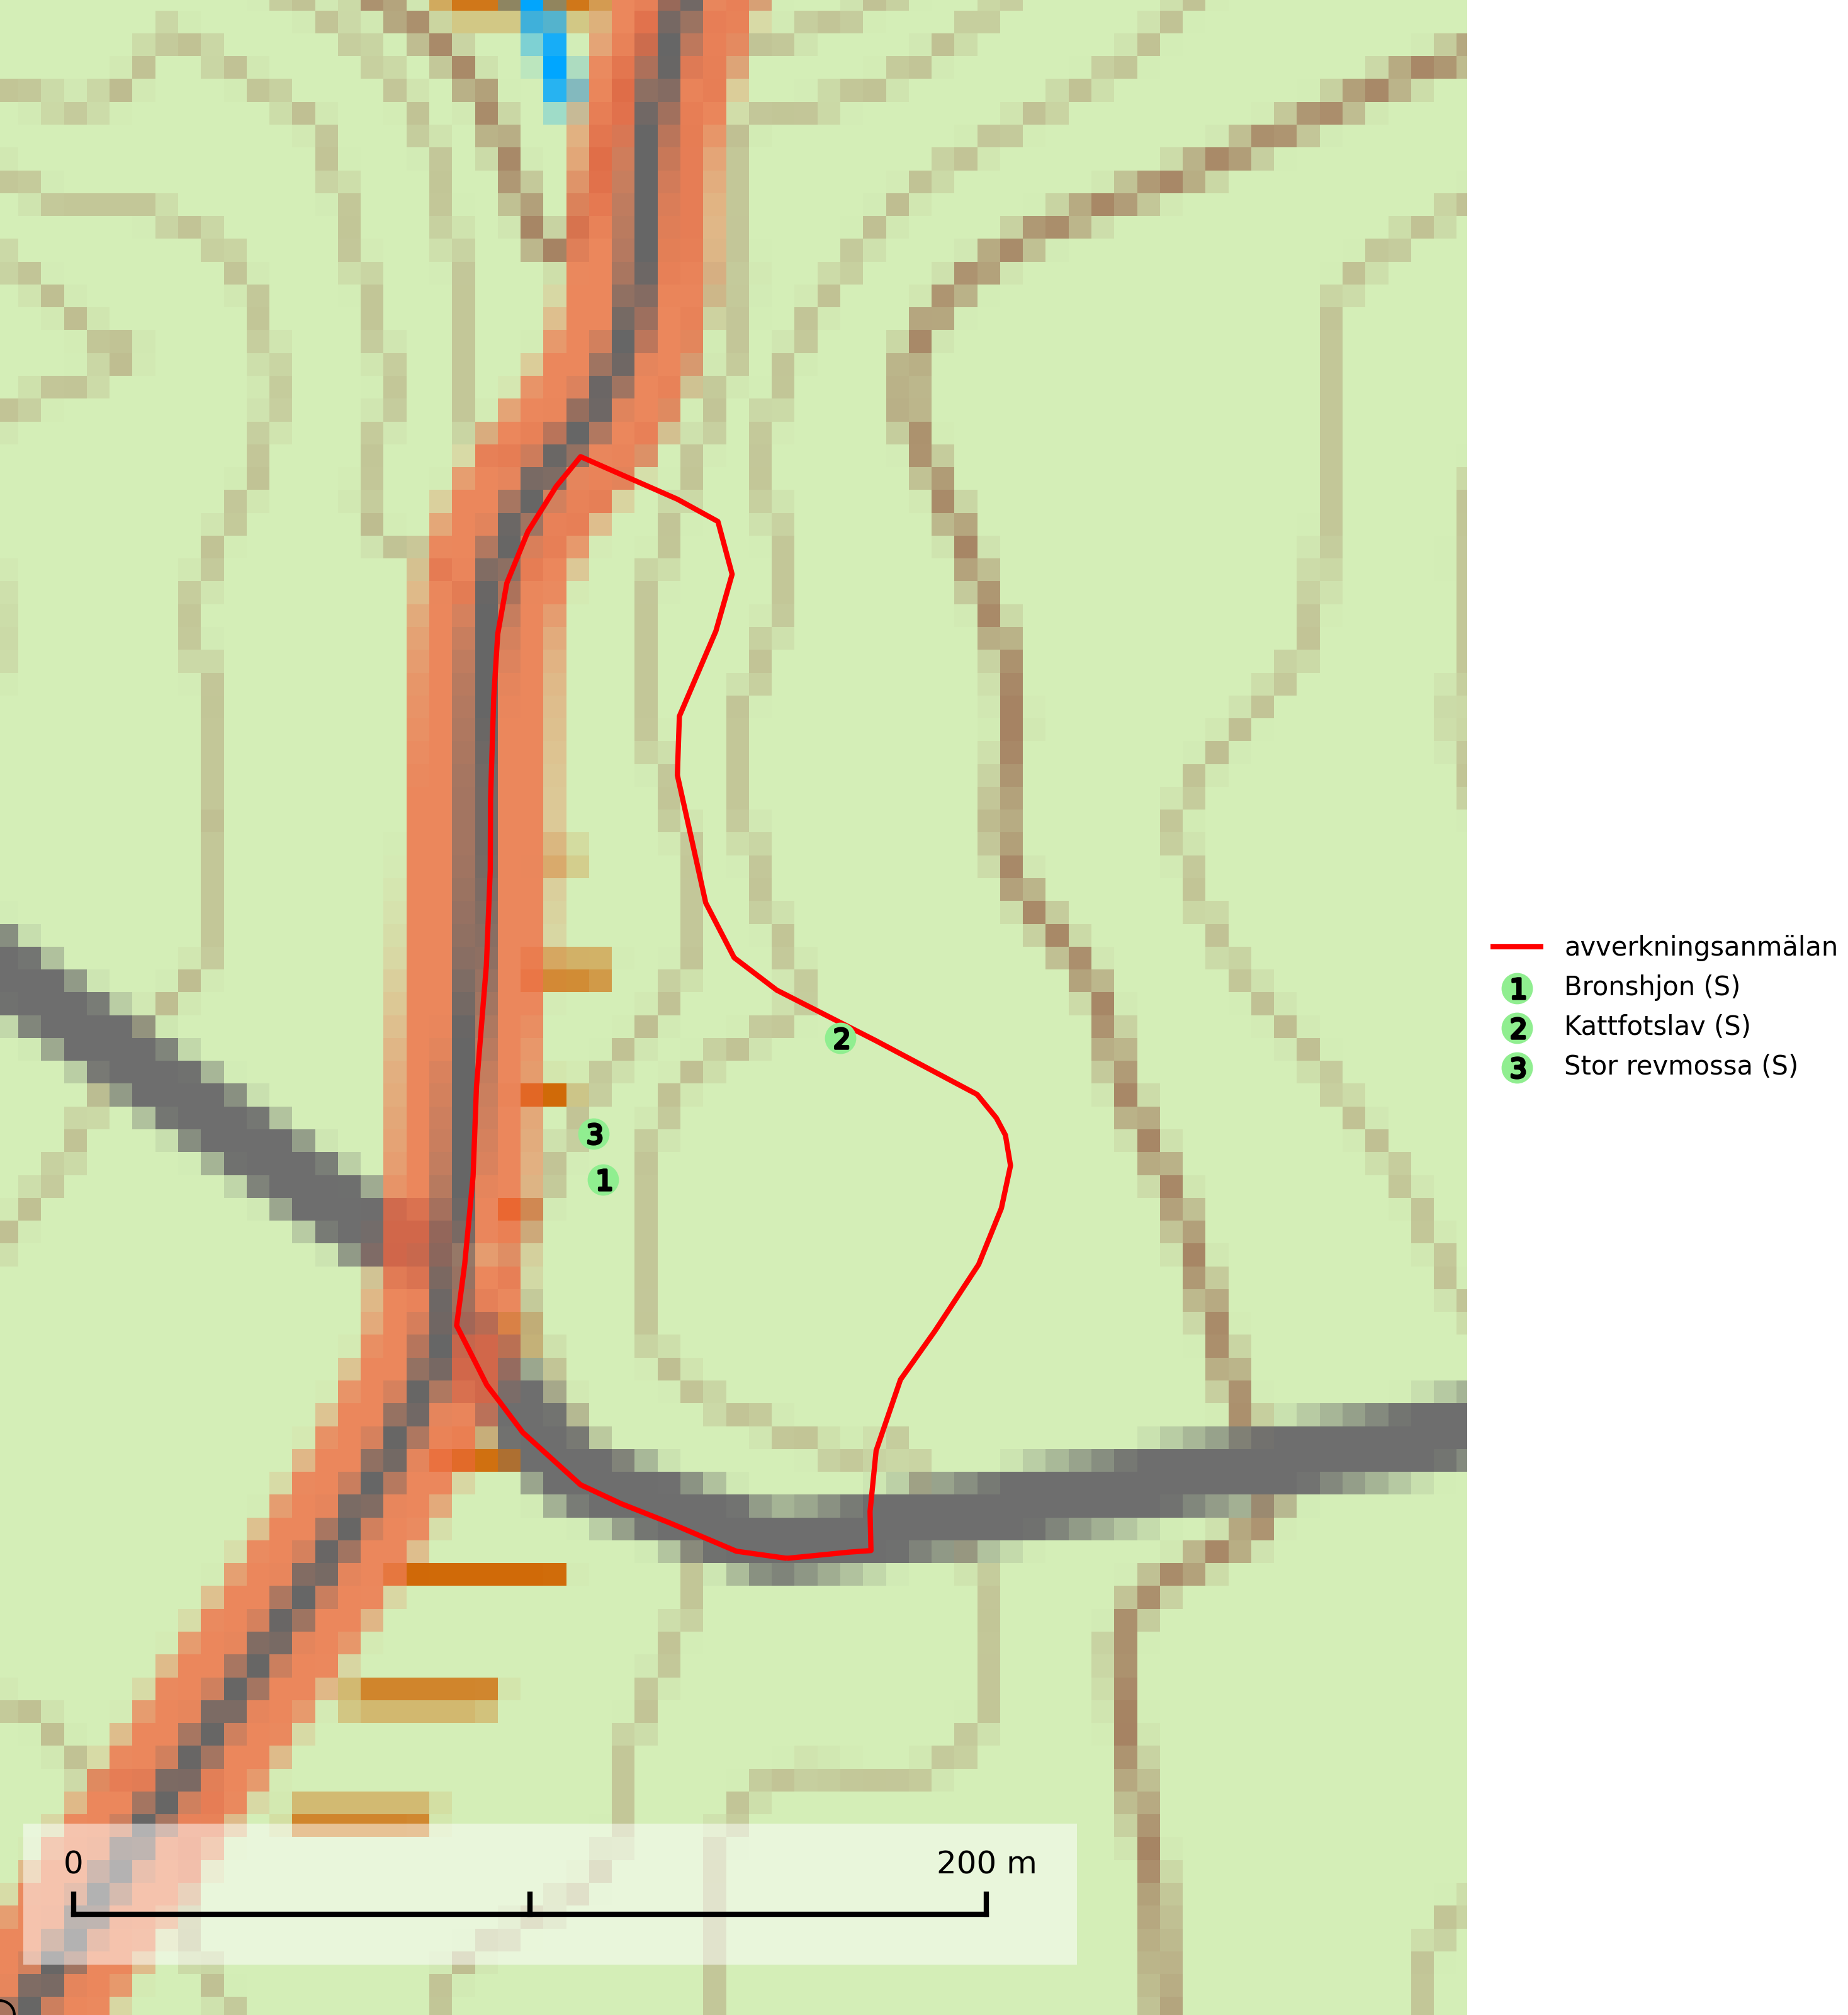 2
3
1
avverkningsanmälan
1 Bronshjon (S)
2 Kattfotslav (S)
3 Stor revmossa (S)
0 200 m